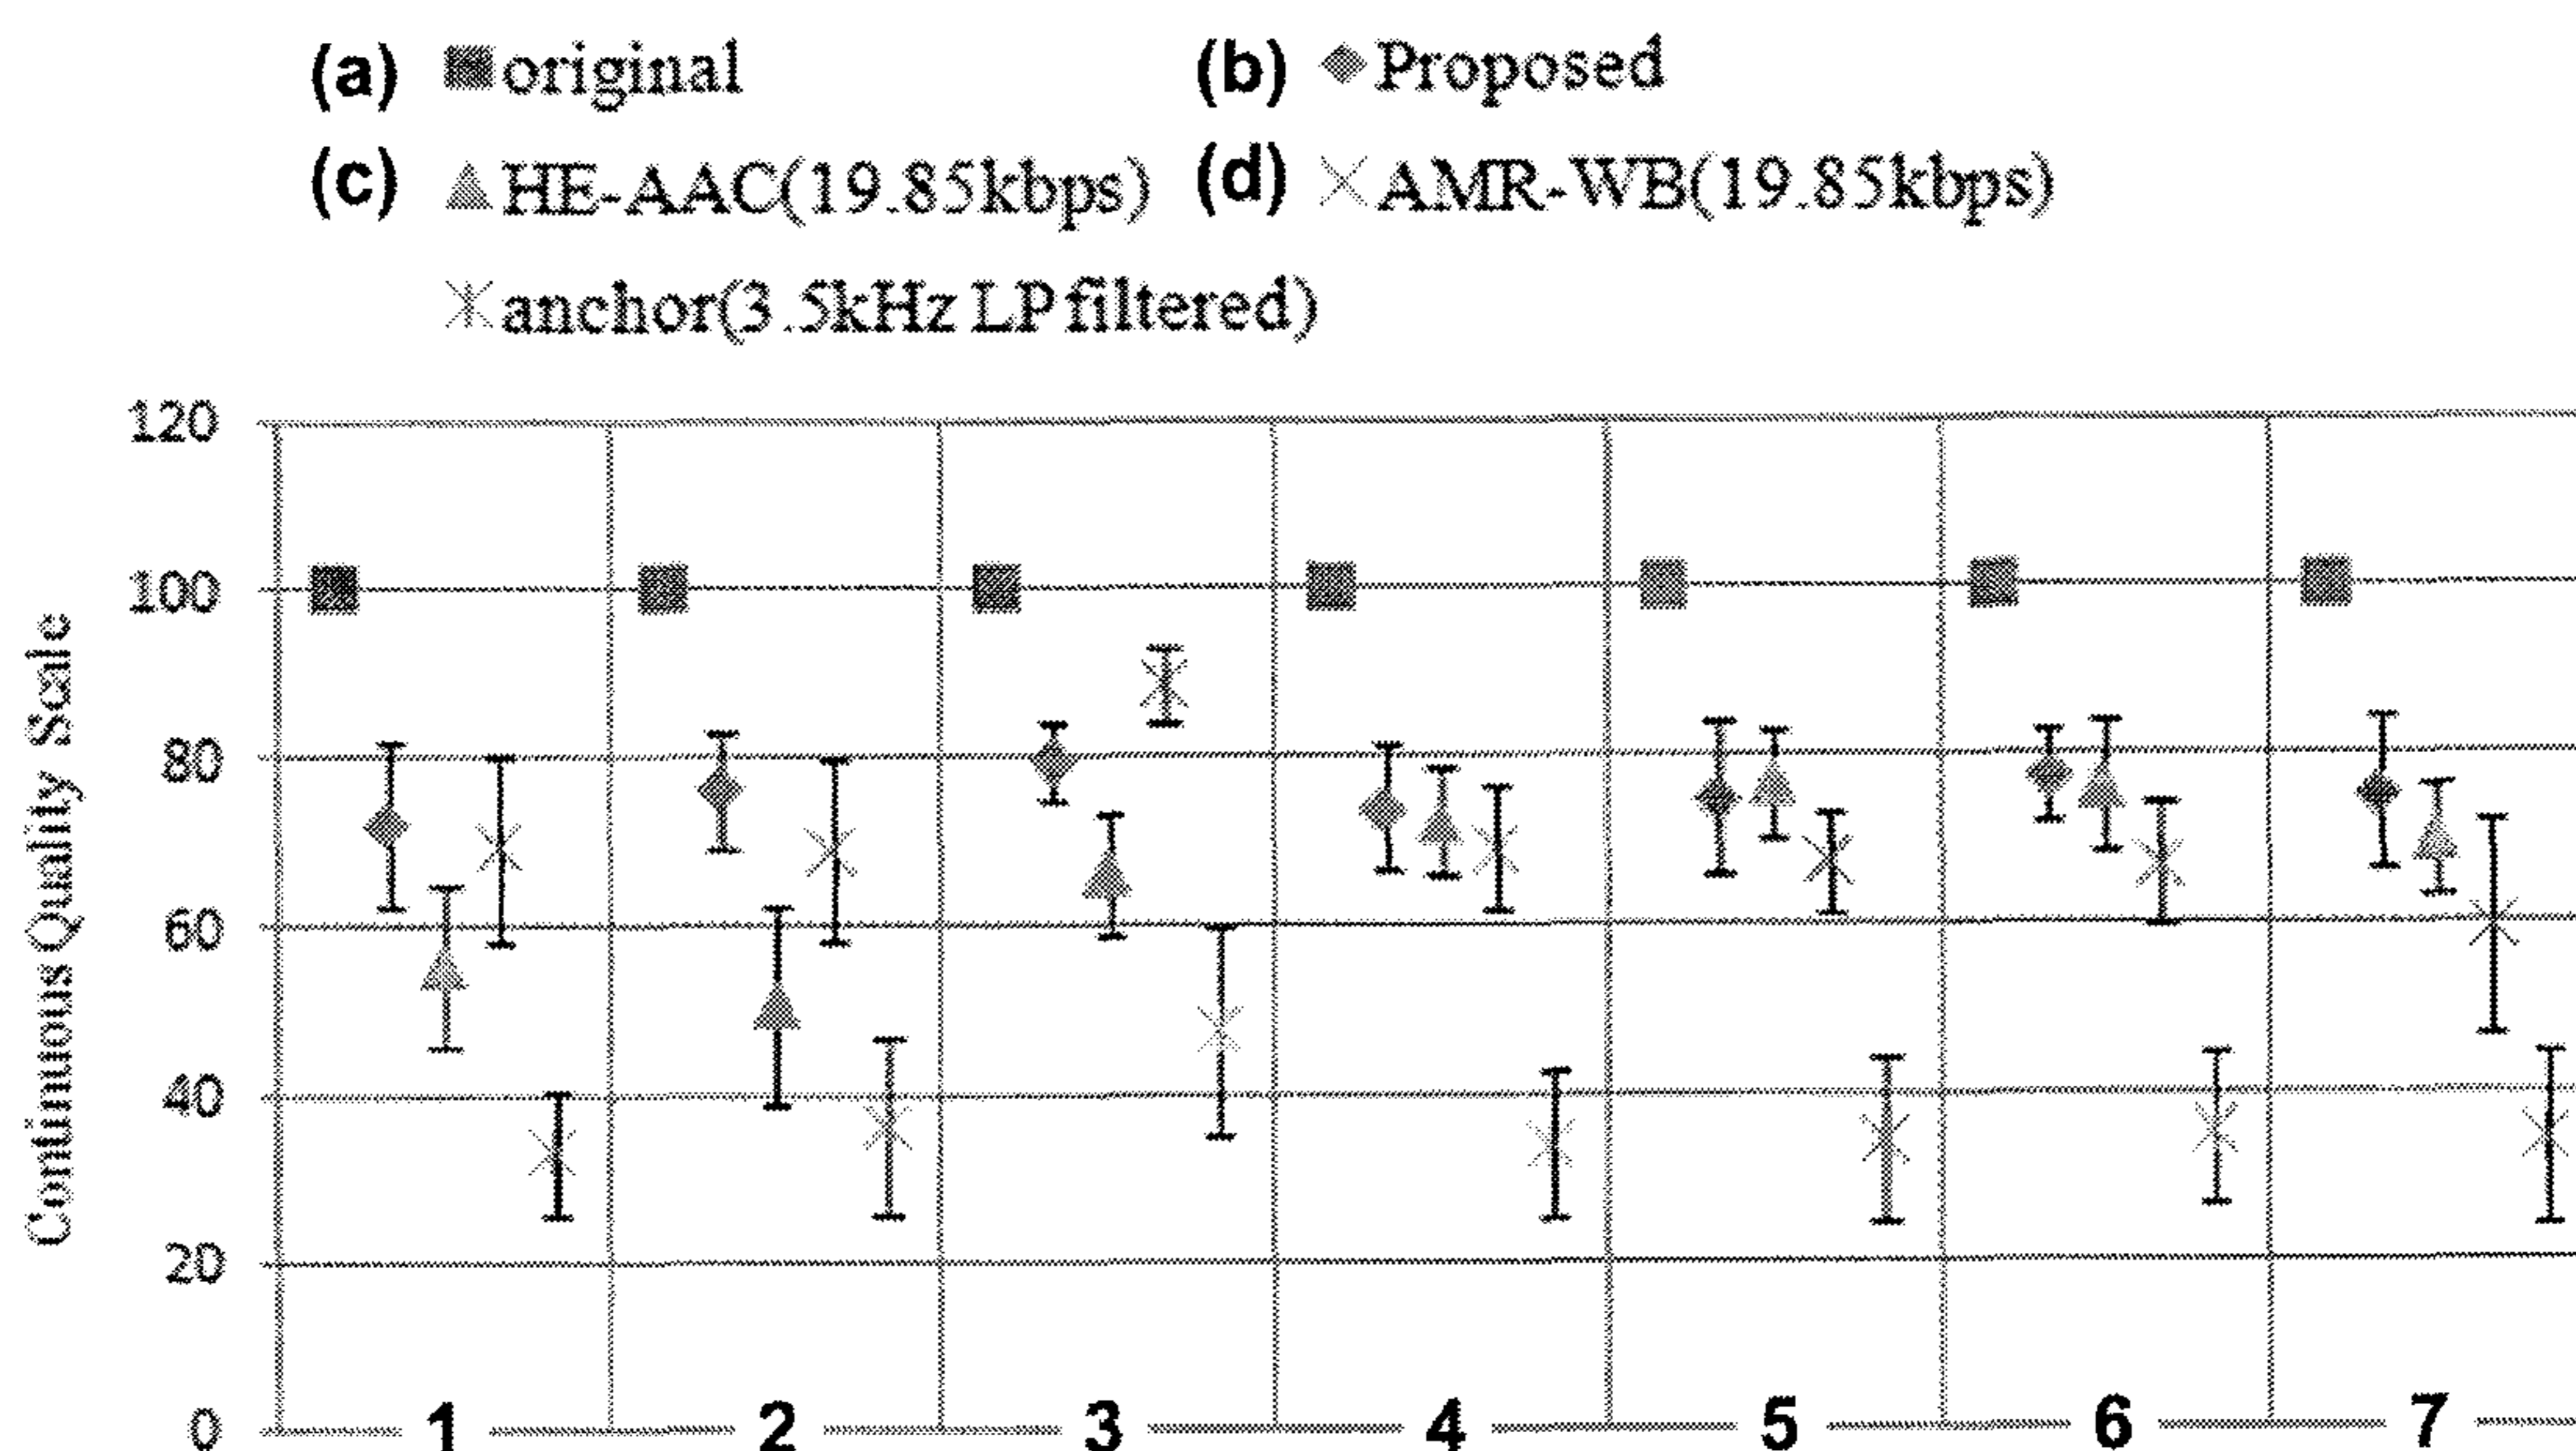 (a) original (b) Proposed
(c) HE-AAC(19.85kbps) (d) AMR-WB(19.85kbps)
anchor(3.5kHz LP filtered)
120
100
80
60
40
20
0
Continuous Quality Scale
1 2 3 4 5 6 7